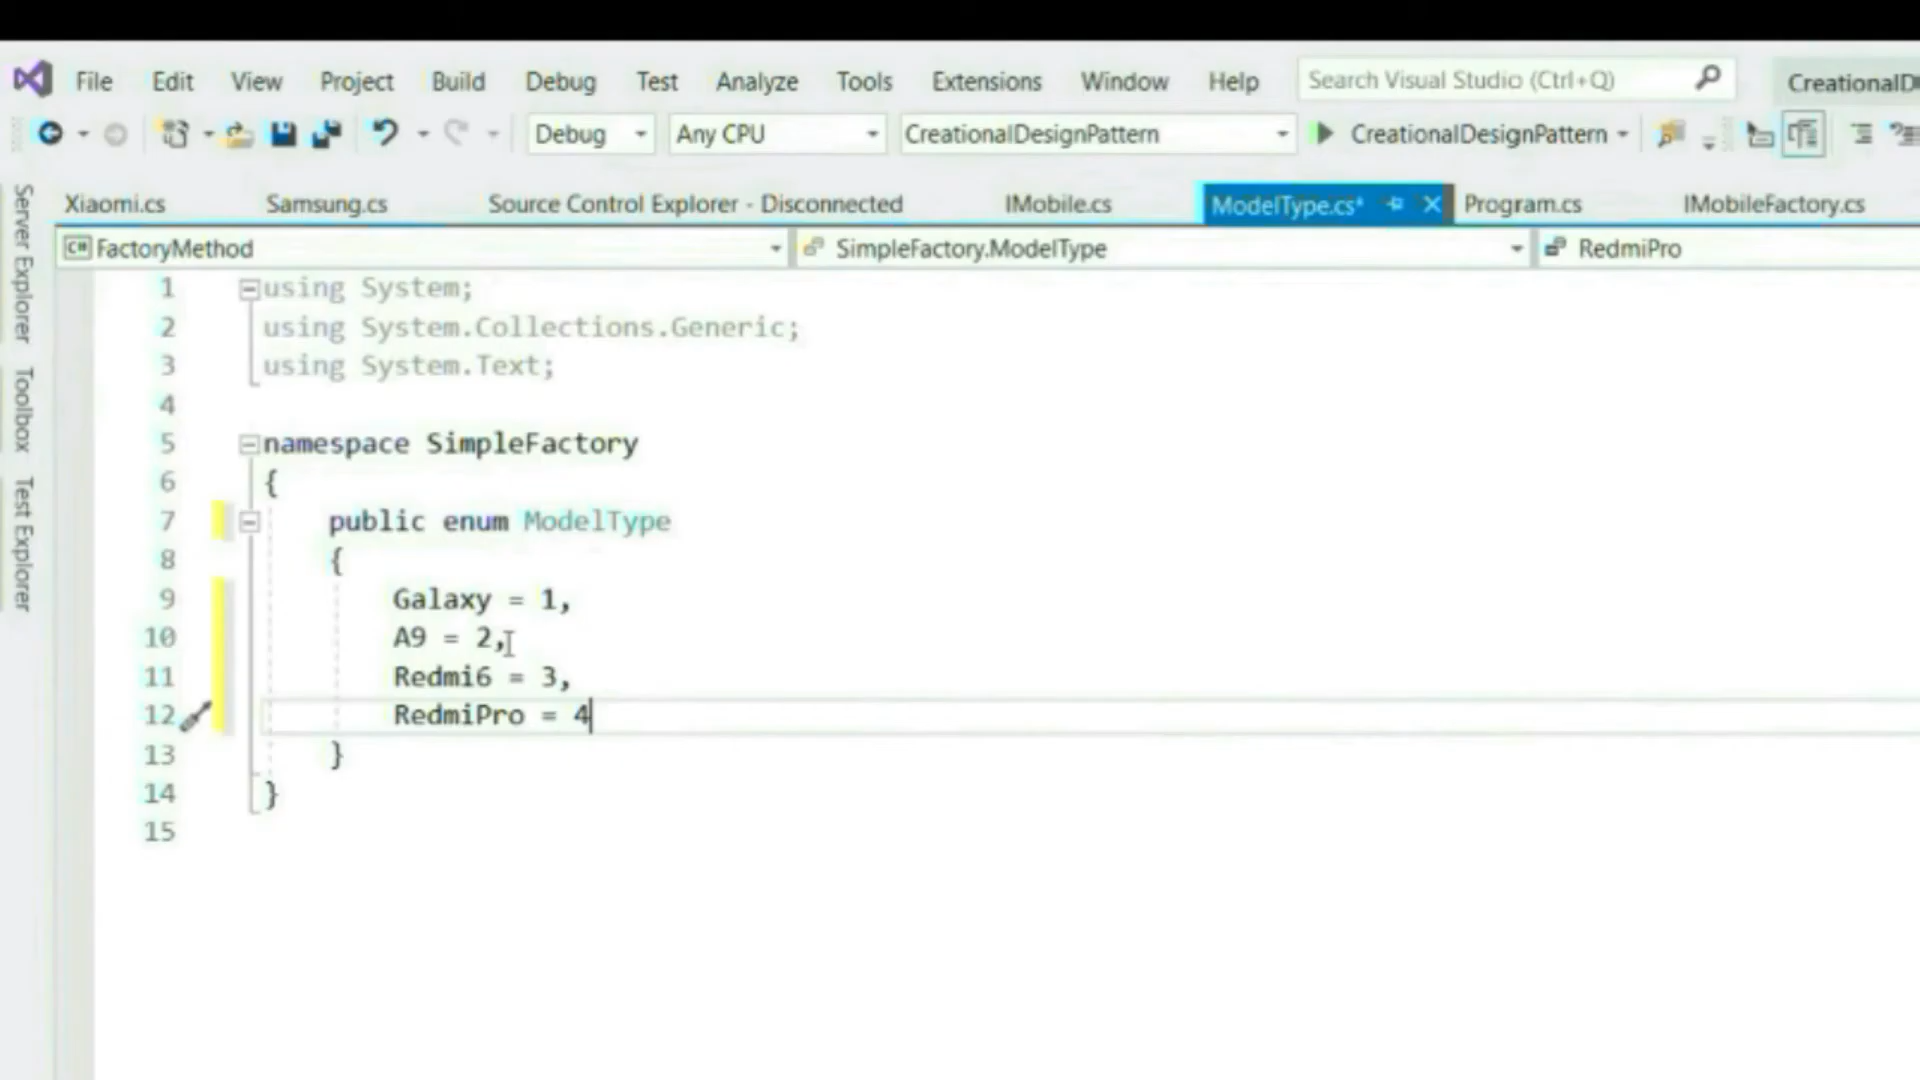 File Edit View Project Build Debug Test Analyze Tools Extensions Window Help Search Visual Studio (Ctrl+Q) CreationalD
Debug Any CPU CreationalDesignPattern CreationalDesignPattern
Xiaomi.cs Samsung.cs Source Control Explorer - Disconnected IMobile.cs ModelType.cs* Program.cs IMobileFactory.cs
C# FactoryMethod SimpleFactory.ModelType RedmiPro
Server Explorer
Toolbox
Test Explorer
1 using System;
2 using System.Collections.Generic;
3 using System.Text;
4
5 namespace SimpleFactory
6 {
7 public enum ModelType
8 {
9 Galaxy = 1,
10 A9 = 2,
11 Redmi6 = 3,
12 RedmiPro = 4
13 }
14 }
15